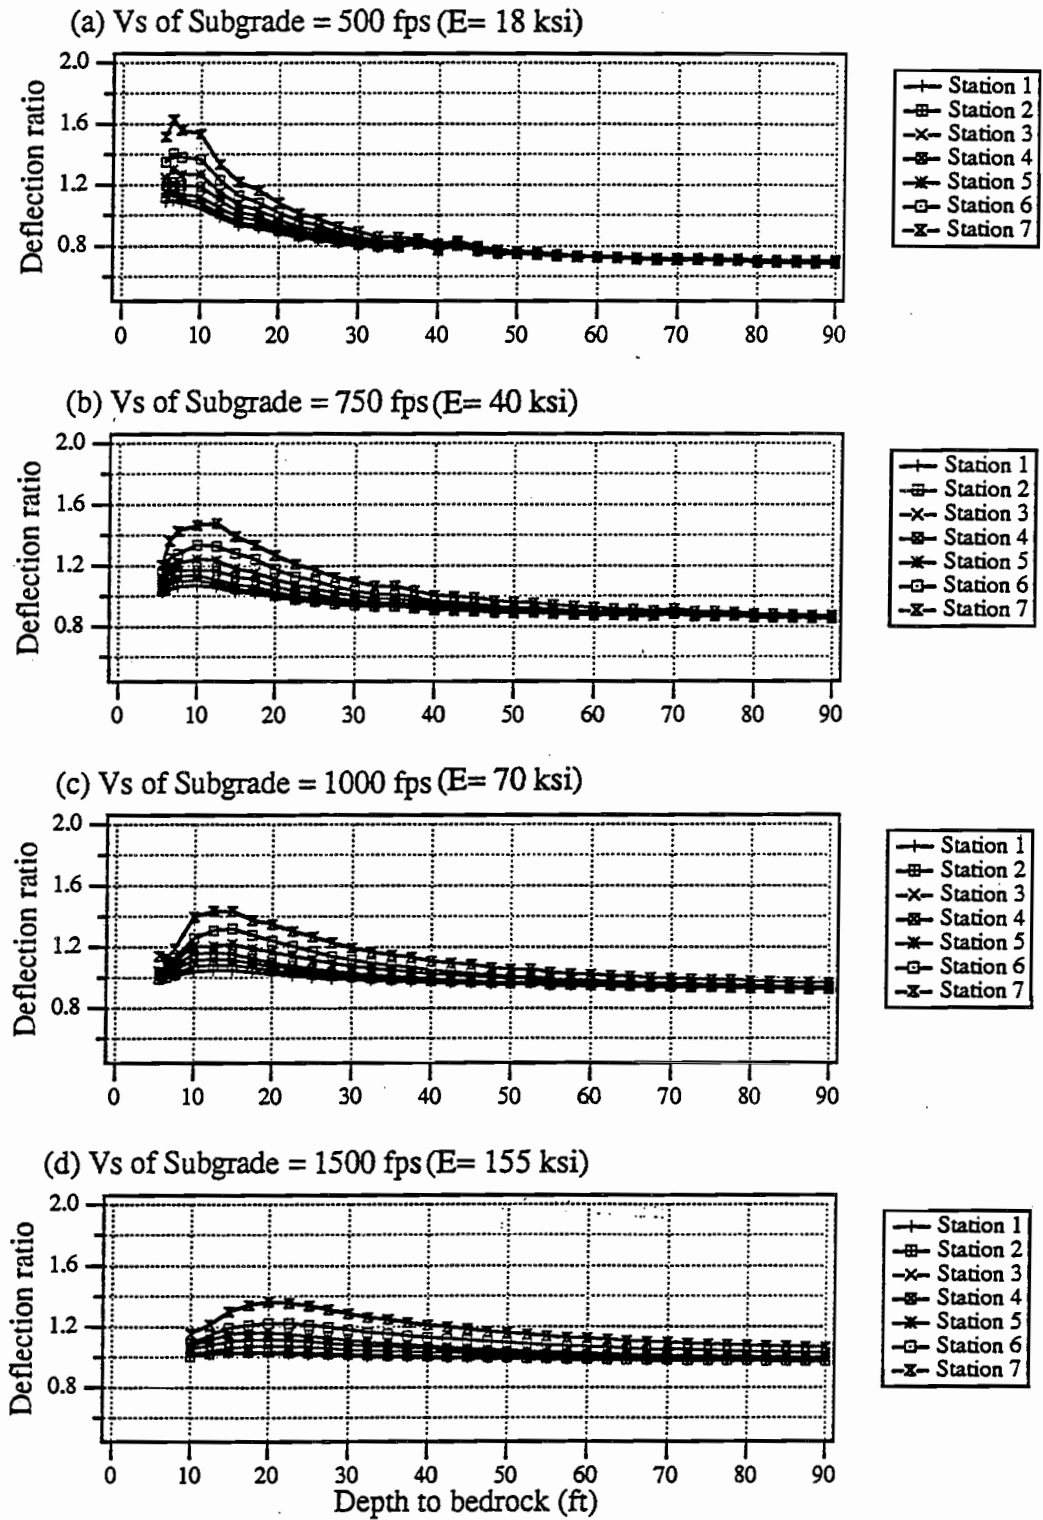 (a) Vs of Subgrade = 500 fps (E= 18 ksi)
Deflection ratio
2.0
1.6
1.2
0.8
0 10 20 30 40 50 60 70 80 90
Station 1
Station 2
Station 3
Station 4
Station 5
Station 6
Station 7
(b) Vs of Subgrade = 750 fps (E= 40 ksi)
Deflection ratio
2.0
1.6
1.2
0.8
0 10 20 30 40 50 60 70 80 90
Station 1
Station 2
Station 3
Station 4
Station 5
Station 6
Station 7
(c) Vs of Subgrade = 1000 fps (E= 70 ksi)
Deflection ratio
2.0
1.6
1.2
0.8
0 10 20 30 40 50 60 70 80 90
Station 1
Station 2
Station 3
Station 4
Station 5
Station 6
Station 7
(d) Vs of Subgrade = 1500 fps (E= 155 ksi)
Deflection ratio
2.0
1.6
1.2
0.8
0 10 20 30 40 50 60 70 80 90
Station 1
Station 2
Station 3
Station 4
Station 5
Station 6
Station 7
Depth to bedrock (ft)